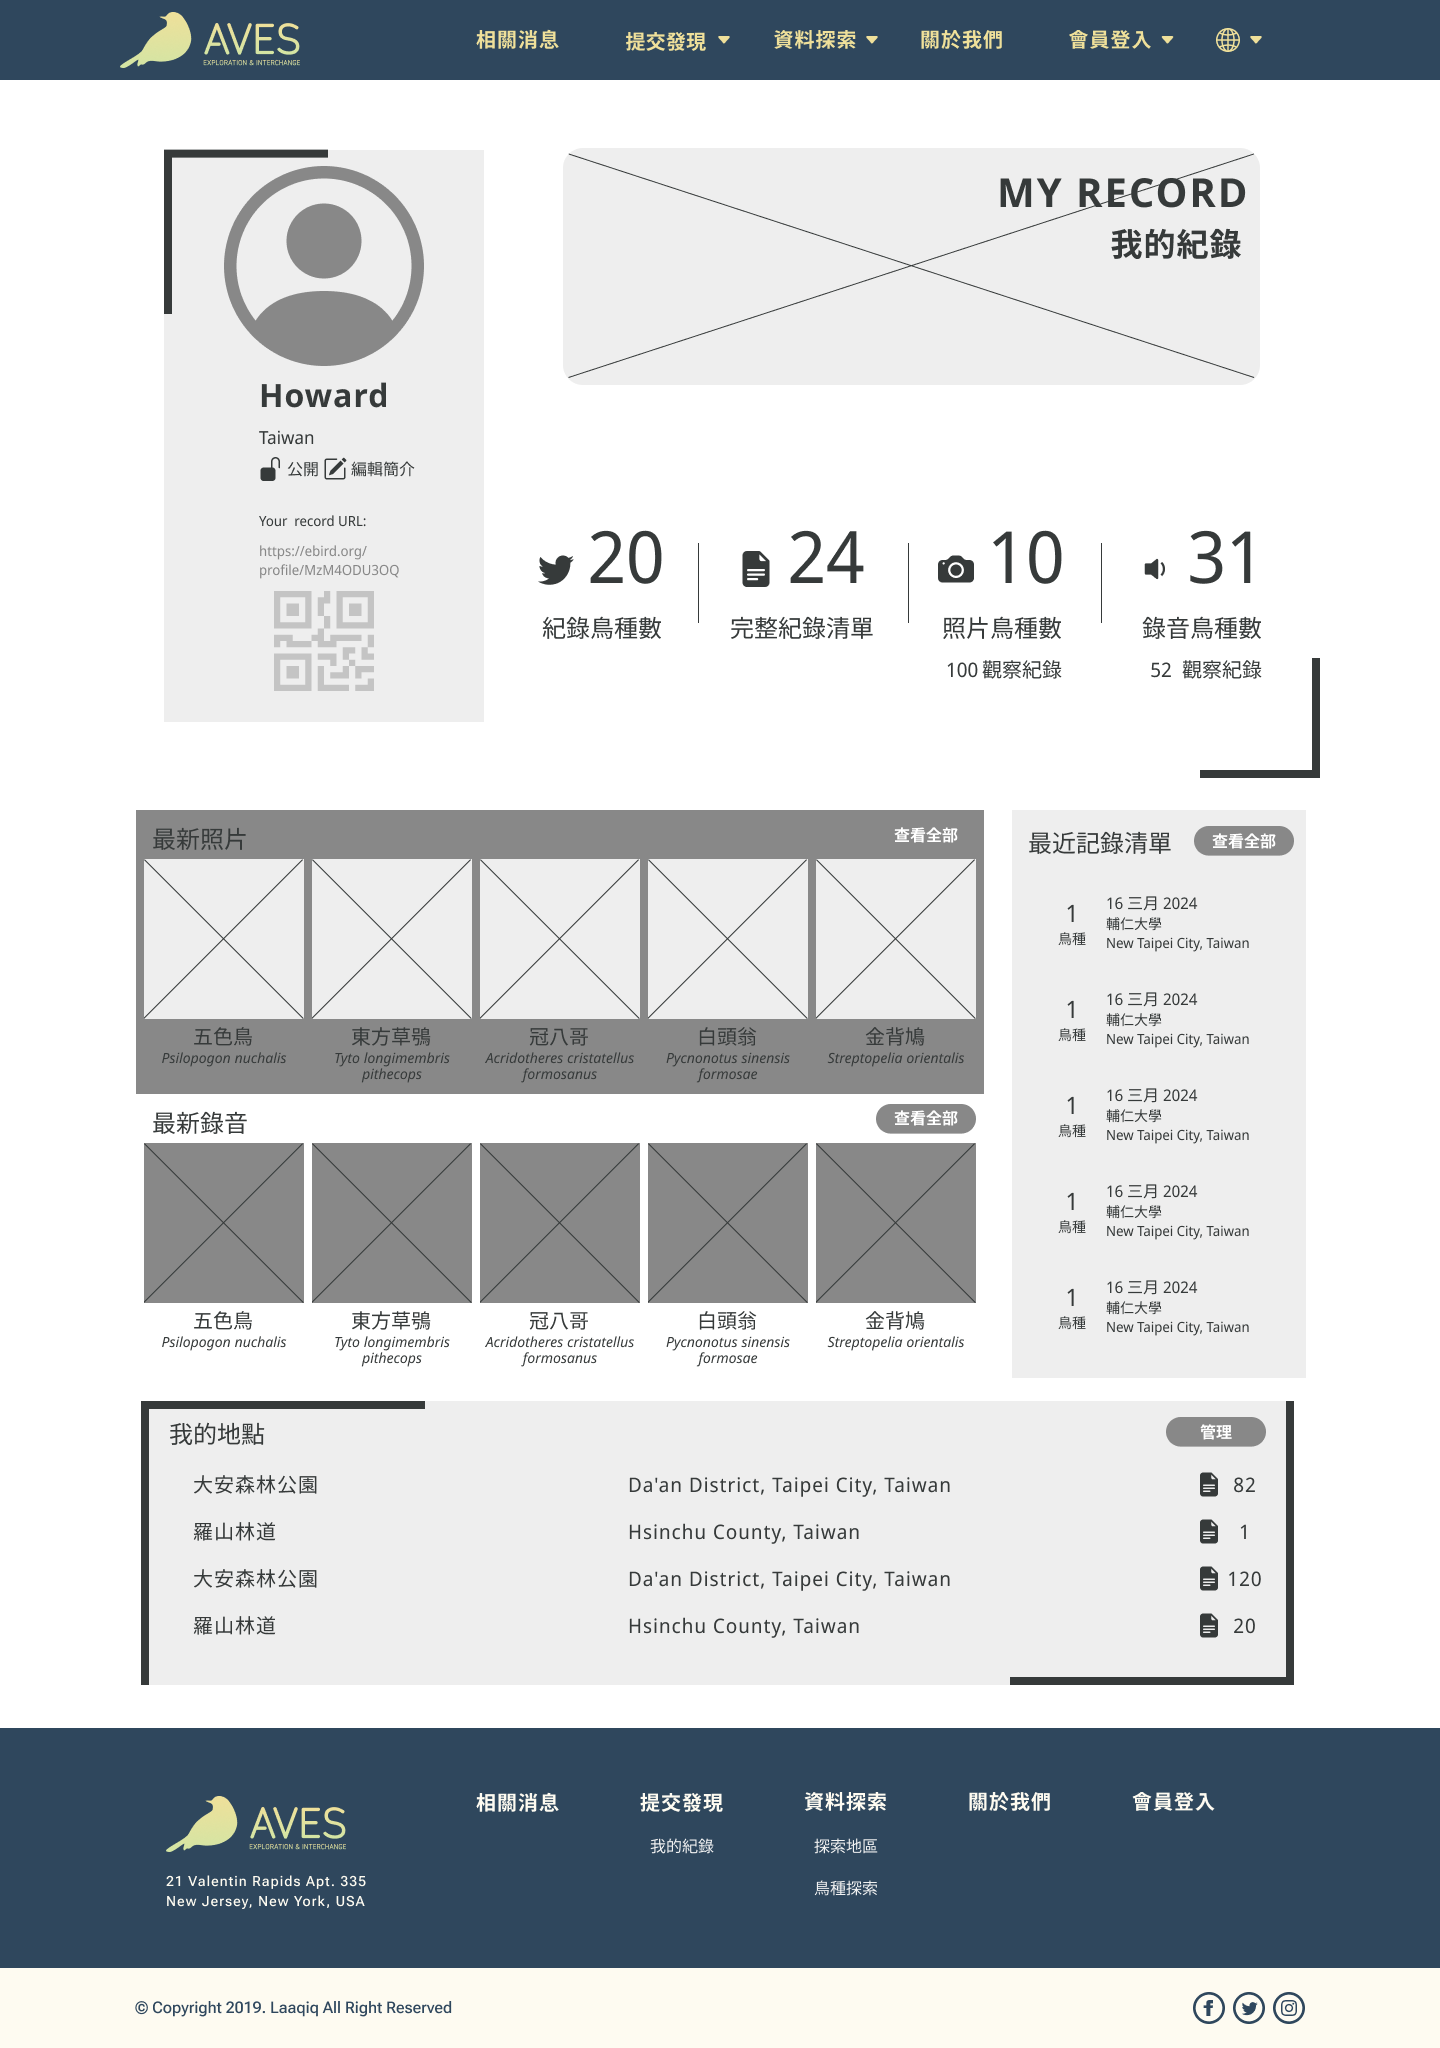 AVES
EXPLORATION & INTERCHANGE
相關消息
提交發現
資料探索
關於我們
會員登入
Howard
Taiwan
公開 編輯簡介
Your record URL:
https://ebird.org/
profile/MzM4ODU3OQ
MY RECORD
我的紀錄
20
紀錄鳥種數
24
完整紀錄清單
10
照片鳥種數
100 觀察紀錄
31
錄音鳥種數
52 觀察紀錄
最新照片
查看全部
五色鳥
Psilopogon nuchalis
東方草鴞
Tyto longimembris
pithecops
冠八哥
Acridotheres cristatellus
formosanus
白頭翁
Pycnonotus sinensis
formosae
金背鳩
Streptopelia orientalis
最新錄音
查看全部
五色鳥
Psilopogon nuchalis
東方草鴞
Tyto longimembris
pithecops
冠八哥
Acridotheres cristatellus
formosanus
白頭翁
Pycnonotus sinensis
formosae
金背鳩
Streptopelia orientalis
最近記錄清單
查看全部
1
鳥種
16 三月 2024
輔仁大學
New Taipei City, Taiwan
1
鳥種
16 三月 2024
輔仁大學
New Taipei City, Taiwan
1
鳥種
16 三月 2024
輔仁大學
New Taipei City, Taiwan
1
鳥種
16 三月 2024
輔仁大學
New Taipei City, Taiwan
1
鳥種
16 三月 2024
輔仁大學
New Taipei City, Taiwan
我的地點
管理
大安森林公園 Da'an District, Taipei City, Taiwan 82
羅山林道 Hsinchu County, Taiwan 1
大安森林公園 Da'an District, Taipei City, Taiwan 120
羅山林道 Hsinchu County, Taiwan 20
AVES
EXPLORATION & INTERCHANGE
21 Valentin Rapids Apt. 335
New Jersey, New York, USA
相關消息
提交發現
我的紀錄
資料探索
探索地區
鳥種探索
關於我們
會員登入
© Copyright 2019. Laaqiq All Right Reserved